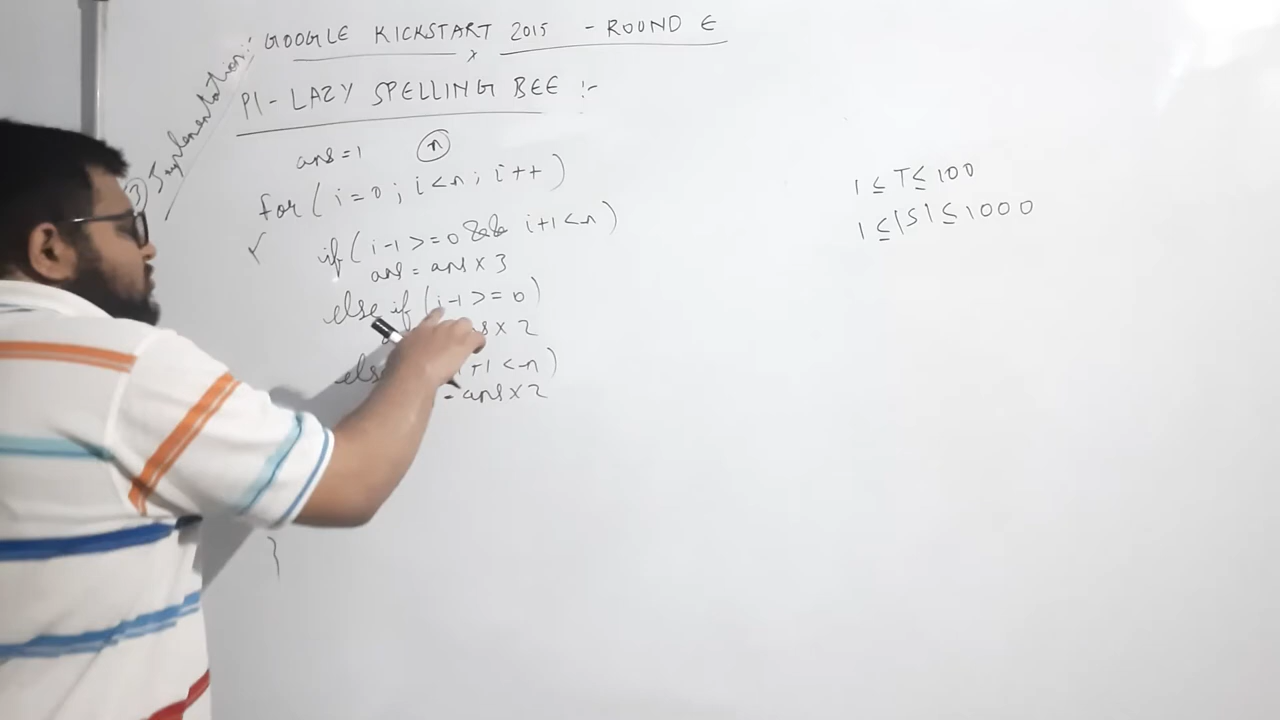 GOOGLE KICKSTART 2015 - ROUND E
③ Implementation:
P1 - LAZY SPELLING BEE :-
ans=1 n
for(i=0; i<n; i++)
✓ if(i-1>=0 && i+1<n)
ans = ans x 3
else if(i-1>=0)
x 2
else +1<n)
= ans x 2
}
1 ≤ T ≤ 100
1 ≤ |S| ≤ 1000